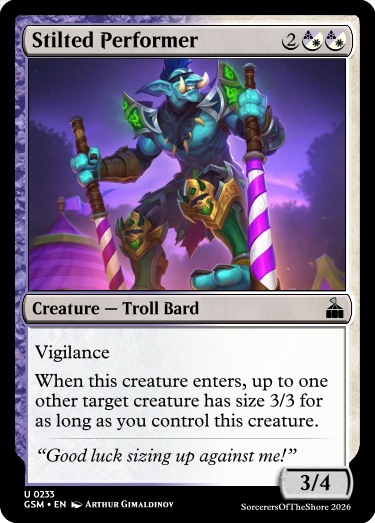 Stilted Performer 2
Creature — Troll Bard
Vigilance
When this creature enters, up to one
other target creature has size 3/3 for
as long as you control this creature.
“Good luck sizing up against me!”
3/4
U 0233
GSM • EN Arthur Gimaldinov
SorcerersOfTheShore 2026